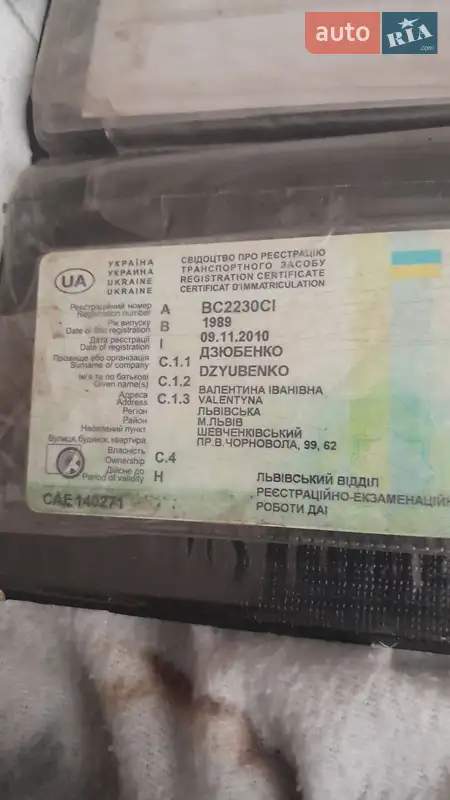 auto RIA .com
УКРАЇНА
УКРАИНА
UKRAINE
UKRAINE
UA
СВІДОЦТВО ПРО РЕЄСТРАЦІЮ
ТРАНСПОРТНОГО ЗАСОБУ
REGISTRATION CERTIFICATE
CERTIFICAT D'IMMATRICULATION
Реєстраційний номер
Registration number A BC2230CI
Рік випуску B 1989
Date of first registration
Дата реєстрації I 09.11.2010
Date of registration
Прізвище або організація C.1.1 ДЗЮБЕНКО
Surname or company DZYUBENKO
Ім'я та по батькові C.1.2 ВАЛЕНТИНА ІВАНІВНА
Given name(s) VALENTYNA
Адреса C.1.3
Address
Регіон ЛЬВІВСЬКА
Район М.ЛЬВІВ
Населений пункт ШЕВЧЕНКІВСЬКИЙ
Вулиця, будинок, квартира ПР.В.ЧОРНОВОЛА, 99, 62
Власність C.4
Ownership
Дійсне до H
Period of validity
ЛЬВІВСЬКИЙ ВІДДІЛ
РЕЄСТРАЦІЙНО-ЕКЗАМЕНАЦІЙН
РОБОТИ ДАІ
CAE 140271